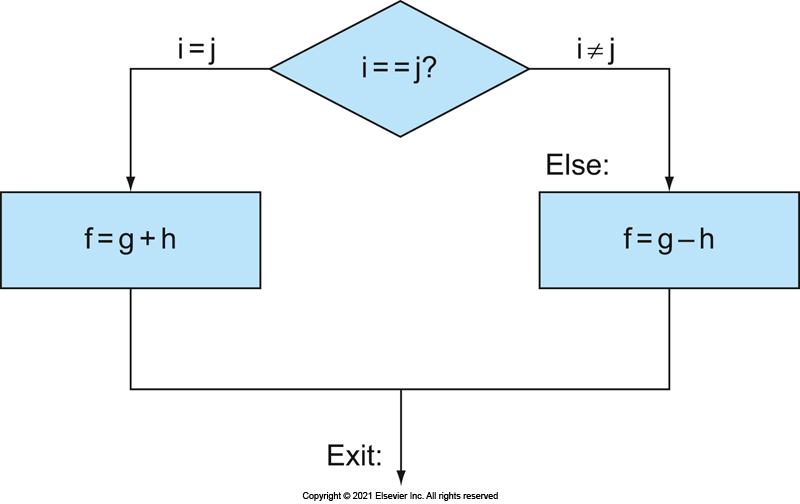 i = j
i = = j?
i ≠ j
Else:
f = g + h
f = g – h
Exit:
Copyright © 2021 Elsevier Inc. All rights reserved